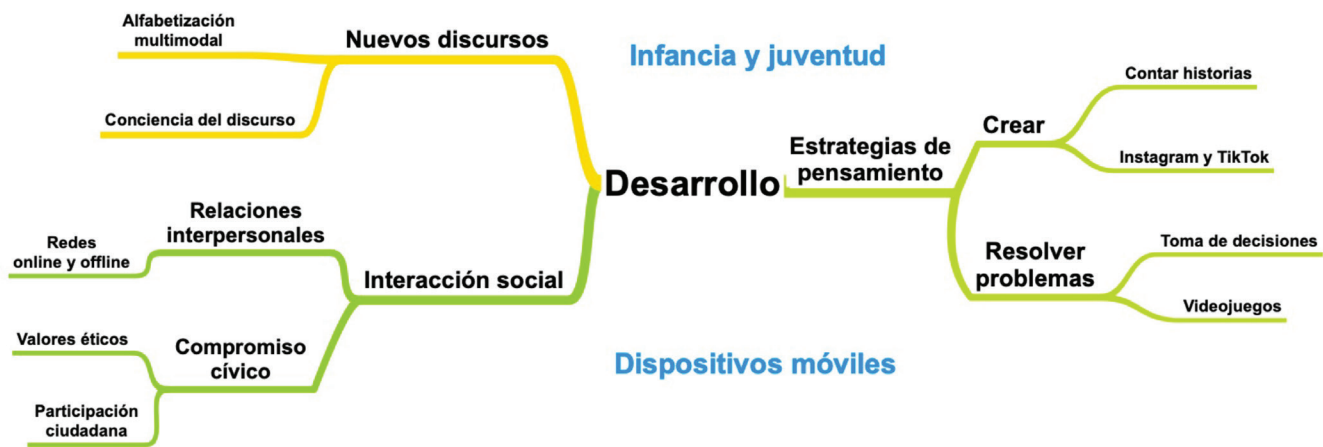 Alfabetización
multimodal
Nuevos discursos
Conciencia del discurso
Infancia y juventud
Desarrollo
Estrategias de
pensamiento
Crear
Contar historias
Instagram y TikTok
Resolver
problemas
Toma de decisiones
Videojuegos
Relaciones
interpersonales
Redes
online y offline
Interacción social
Valores éticos
Compromiso
cívico
Participación
ciudadana
Dispositivos móviles